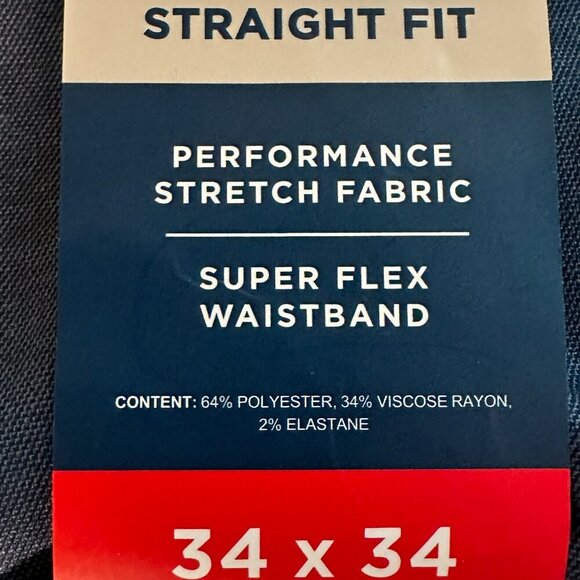 STRAIGHT FIT
PERFORMANCE
STRETCH FABRIC
SUPER FLEX
WAISTBAND
CONTENT: 64% POLYESTER, 34% VISCOSE RAYON,
2% ELASTANE
34 x 34